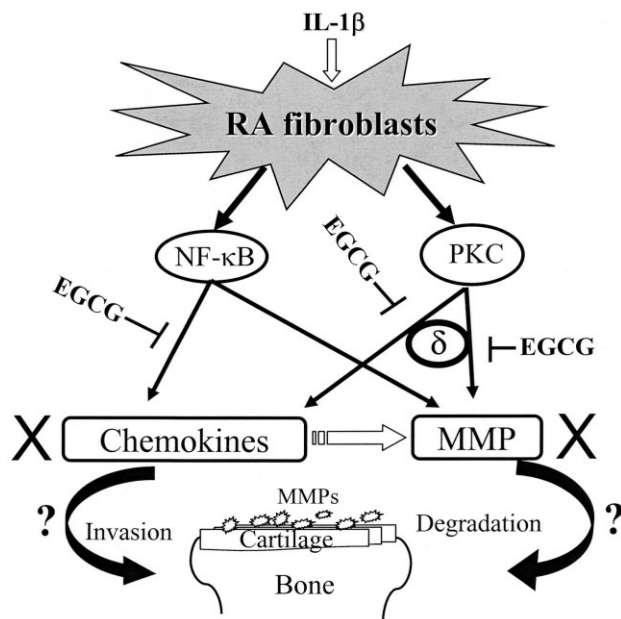 IL-1β
RA fibroblasts
NF-κB
PKC
EGCG
EGCG
δ
EGCG
X
Chemokines
MMP
X
?
Invasion
MMPs
Cartilage
Bone
Degradation
?